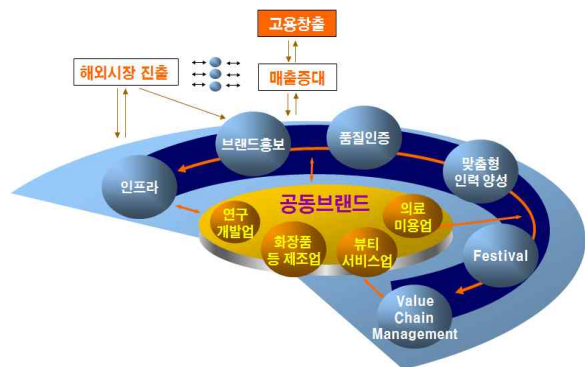 고용창출
해외시장 진출
매출증대
브랜드홍보
품질인증
맞춤형
인력 양성
인프라
공동브랜드
연구
개발업
의료
미용업
화장품
등 제조업
뷰티
서비스업
Festival
Value
Chain
Management